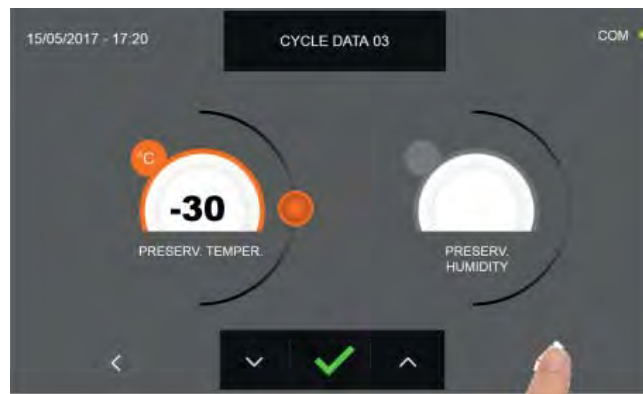 15/05/2017 - 17:20
CYCLE DATA 03
COM
°C
-30
PRESERV. TEMPER.
PRESERV.
HUMIDITY